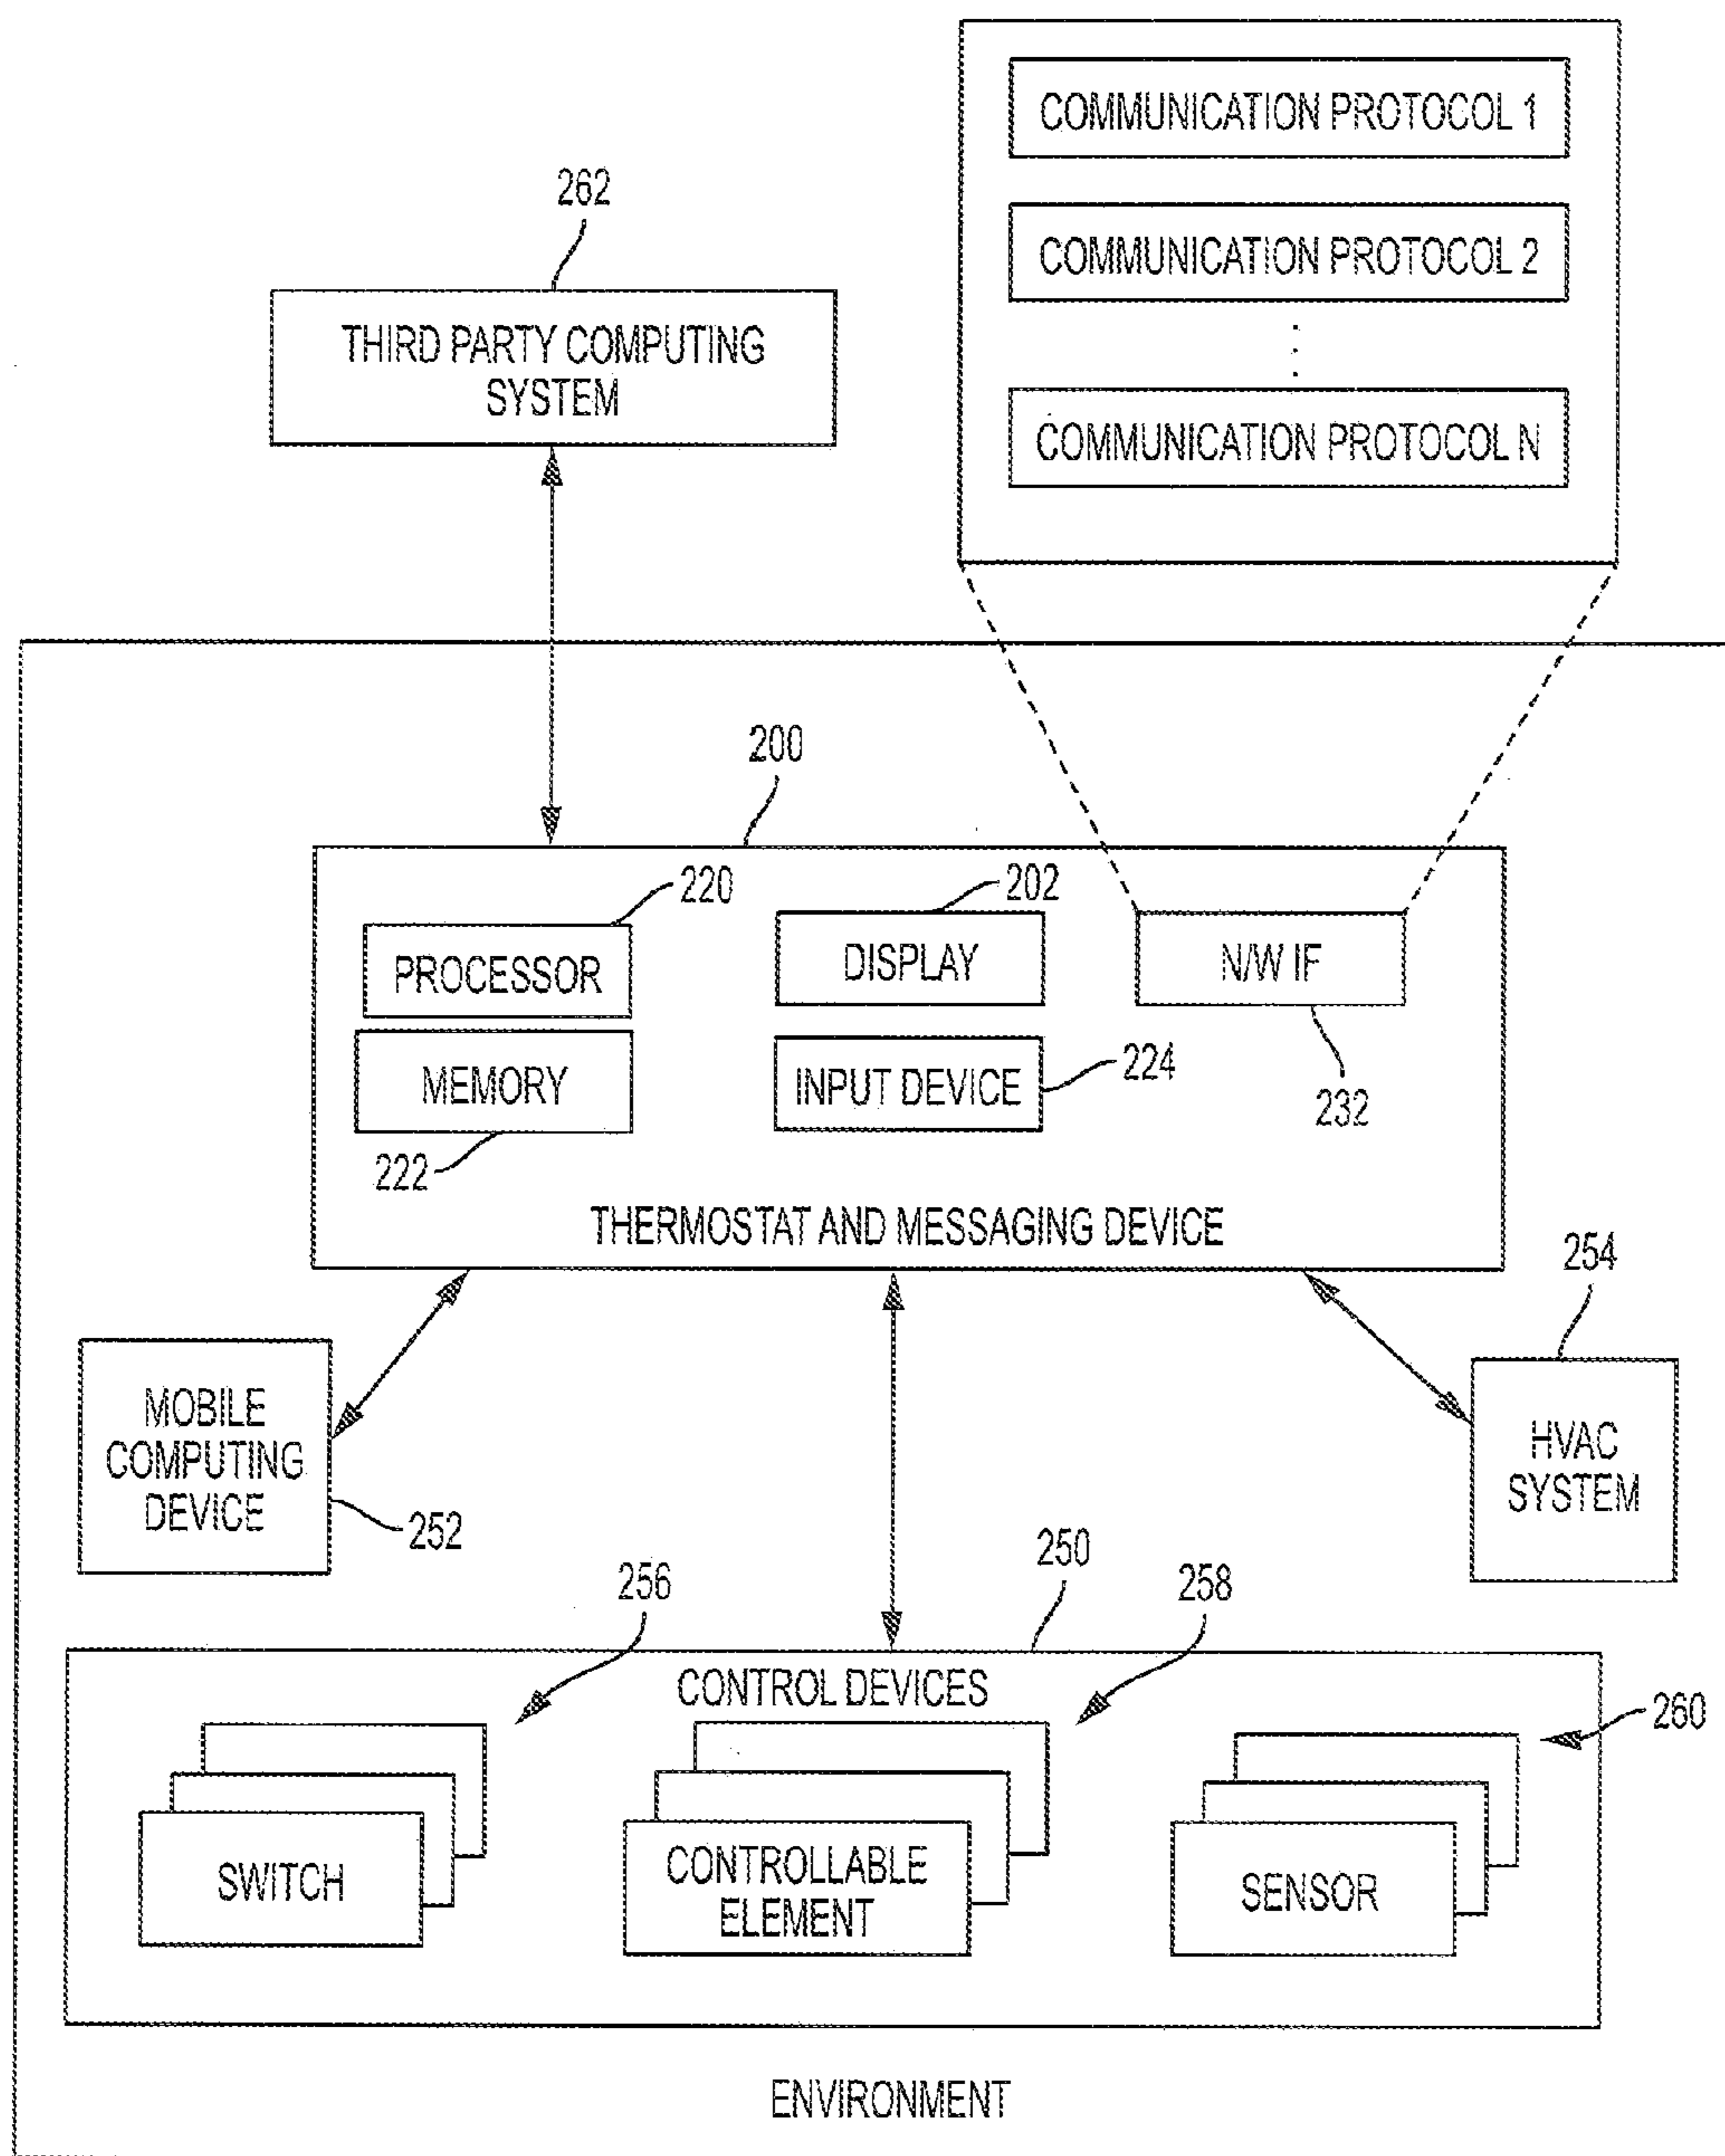 COMMUNICATION PROTOCOL 1
COMMUNICATION PROTOCOL 2
COMMUNICATION PROTOCOL N
262
THIRD PARTY COMPUTING
SYSTEM
200
220
202
PROCESSOR
DISPLAY
N/W IF
MEMORY
INPUT DEVICE
224
232
222
THERMOSTAT AND MESSAGING DEVICE
254
MOBILE
COMPUTING
DEVICE
252
HVAC
SYSTEM
250
256
258
CONTROL DEVICES
260
SWITCH
CONTROLLABLE
ELEMENT
SENSOR
ENVIRONMENT